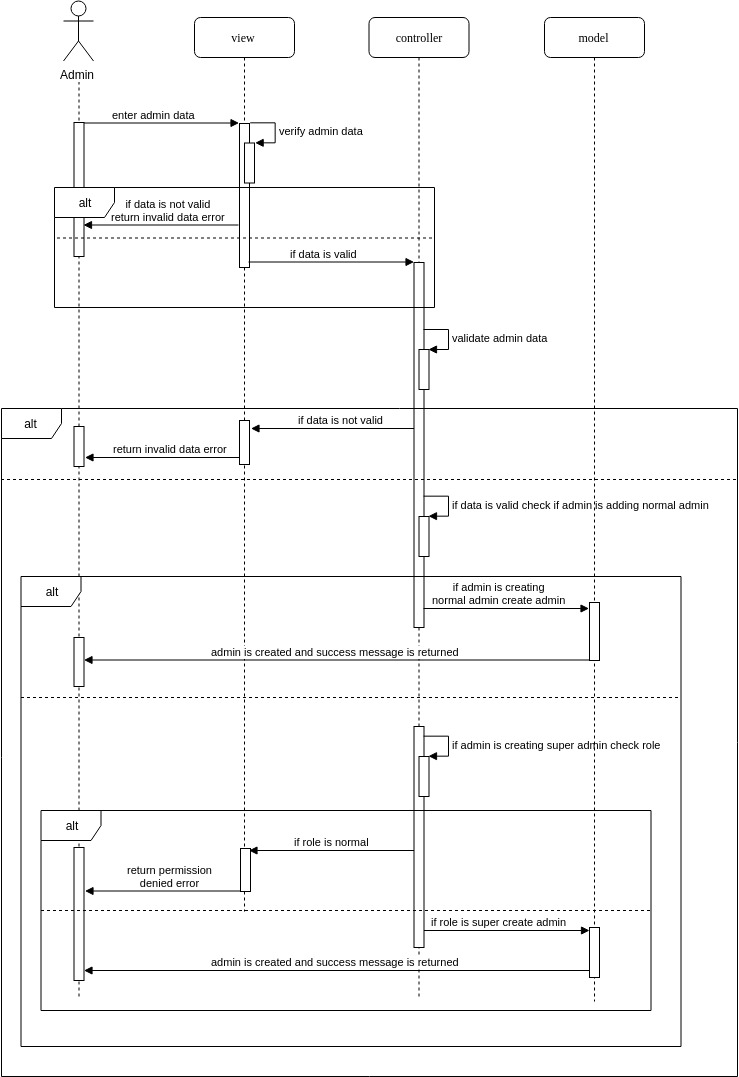 view
controller
model
Admin
enter admin data
verify admin data
alt
if data is not valid
return invalid data error
if data is valid
validate admin data
alt
if data is not valid
return invalid data error
if data is valid check if admin is adding normal admin
alt
if admin is creating
normal admin create admin
admin is created and success message is returned
if admin is creating super admin check role
alt
if role is normal
return permission
denied error
if role is super create admin
admin is created and success message is returned